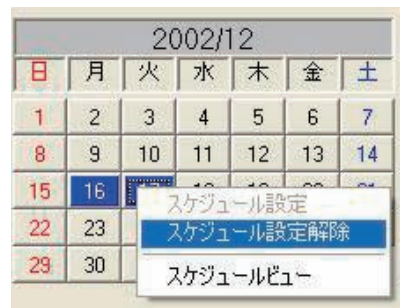 2002/12
日 月 火 水 木 金 土
1 2 3 4 5 6 7
8 9 10 11 12 13 14
15 16
スケジュール設定
22 23 スケジュール設定解除
29 30
スケジュールビュー